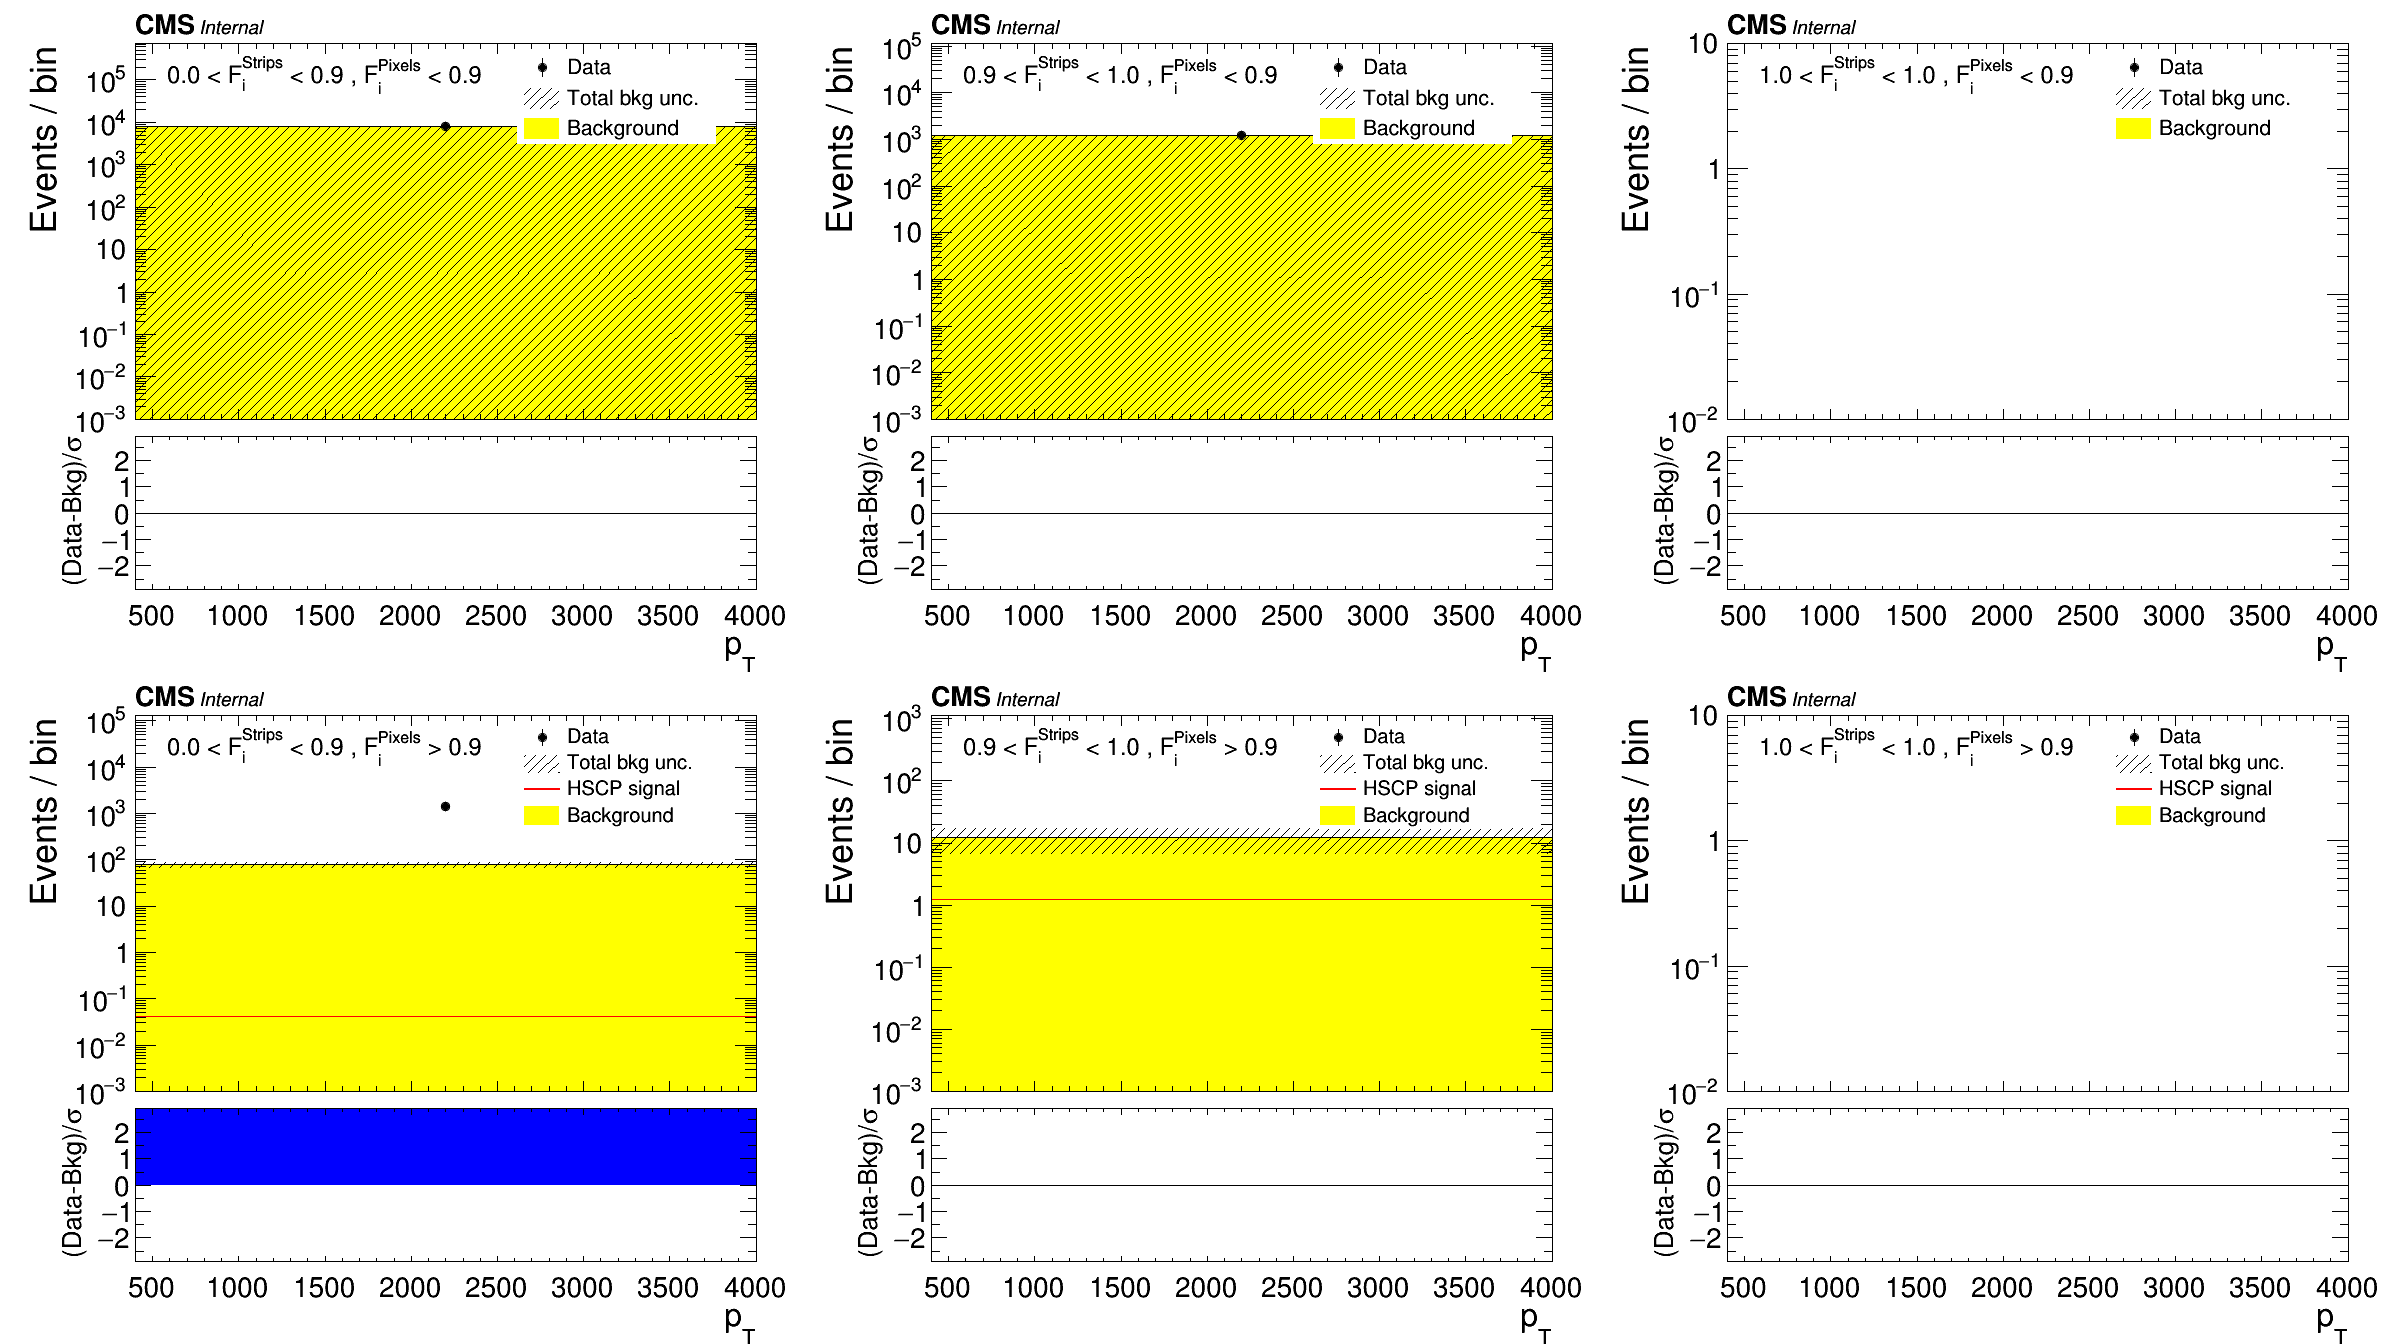 CMS Internal
Events / bin
0.0 < F_i^Strips < 0.9 , F_i^Pixels < 0.9
Data
Total bkg unc.
Background
10^5
10^4
10^3
10^2
10
1
10^−1
10^−2
10^−3
(Data-Bkg)/σ
2
1
0
−1
−2
500 1000 1500 2000 2500 3000 3500 4000
p_T
CMS Internal
Events / bin
0.9 < F_i^Strips < 1.0 , F_i^Pixels < 0.9
Data
Total bkg unc.
Background
10^5
10^4
10^3
10^2
10
1
10^−1
10^−2
10^−3
(Data-Bkg)/σ
2
1
0
−1
−2
500 1000 1500 2000 2500 3000 3500 4000
p_T
CMS Internal
Events / bin
1.0 < F_i^Strips < 1.0 , F_i^Pixels < 0.9
Data
Total bkg unc.
Background
10
1
10^−1
10^−2
(Data-Bkg)/σ
2
1
0
−1
−2
500 1000 1500 2000 2500 3000 3500 4000
p_T
CMS Internal
Events / bin
0.0 < F_i^Strips < 0.9 , F_i^Pixels > 0.9
Data
Total bkg unc.
HSCP signal
Background
10^5
10^4
10^3
10^2
10
1
10^−1
10^−2
10^−3
(Data-Bkg)/σ
2
1
0
−1
−2
500 1000 1500 2000 2500 3000 3500 4000
p_T
CMS Internal
Events / bin
0.9 < F_i^Strips < 1.0 , F_i^Pixels > 0.9
Data
Total bkg unc.
HSCP signal
Background
10^3
10^2
10
1
10^−1
10^−2
10^−3
(Data-Bkg)/σ
2
1
0
−1
−2
500 1000 1500 2000 2500 3000 3500 4000
p_T
CMS Internal
Events / bin
1.0 < F_i^Strips < 1.0 , F_i^Pixels > 0.9
Data
Total bkg unc.
HSCP signal
Background
10
1
10^−1
10^−2
(Data-Bkg)/σ
2
1
0
−1
−2
500 1000 1500 2000 2500 3000 3500 4000
p_T